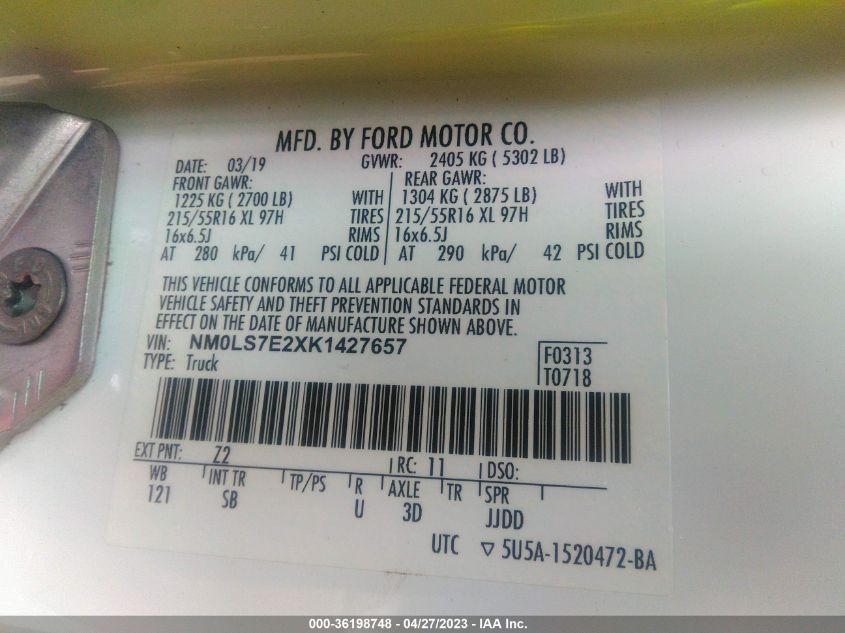 MFD. BY FORD MOTOR CO.
DATE: 03/19 GVWR: 2405 KG ( 5302 LB)
FRONT GAWR: REAR GAWR:
1225 KG ( 2700 LB) WITH 1304 KG ( 2875 LB) WITH
215/55R16 XL 97H TIRES 215/55R16 XL 97H TIRES
16x6.5J RIMS 16x6.5J RIMS
AT 280 kPa/ 41 PSI COLD AT 290 kPa/ 42 PSI COLD
THIS VEHICLE CONFORMS TO ALL APPLICABLE FEDERAL MOTOR
VEHICLE SAFETY AND THEFT PREVENTION STANDARDS IN
EFFECT ON THE DATE OF MANUFACTURE SHOWN ABOVE.
VIN: NM0LS7E2XK1427657
TYPE: Truck
F0313
T0718
EXT PNT: Z2 RC: 11 DSO:
WB INT TR TP/PS R AXLE TR SPR
121 SB U 3D JJDD
UTC ▽ 5U5A-1520472-BA
000-36198748 - 04/27/2023 - IAA Inc.